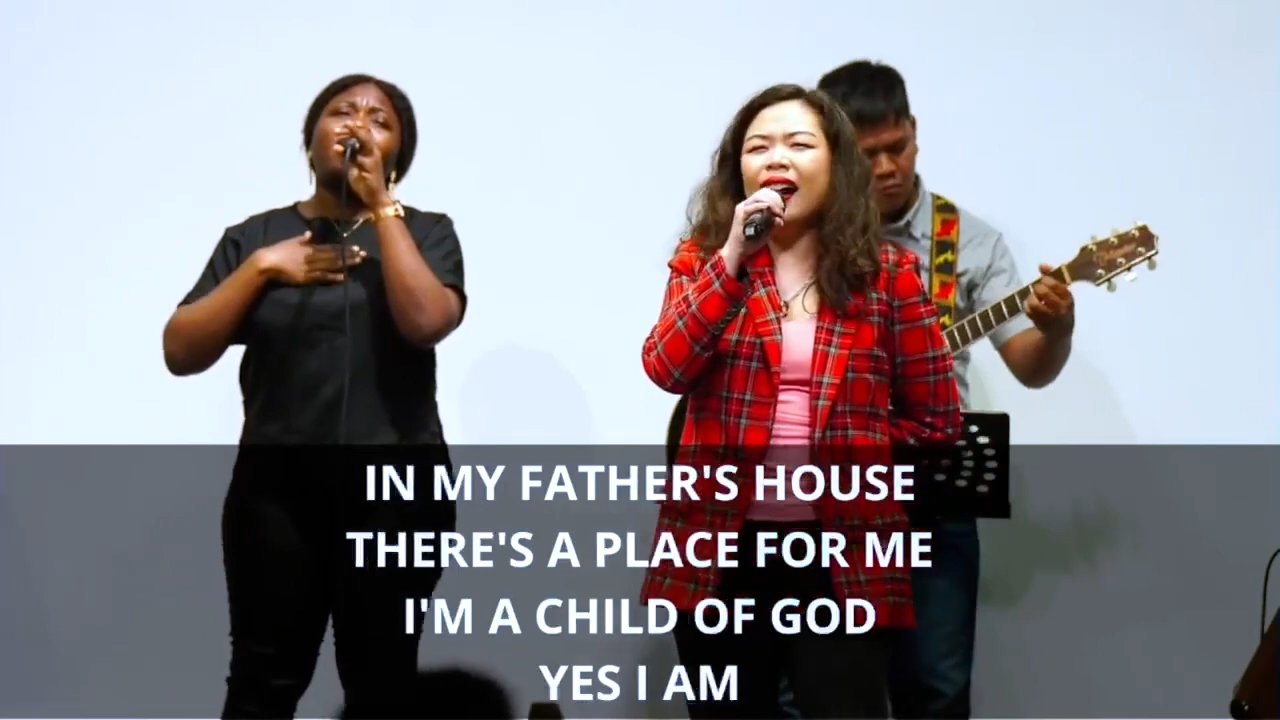 IN MY FATHER'S HOUSE
THERE'S A PLACE FOR ME
I'M A CHILD OF GOD
YES I AM